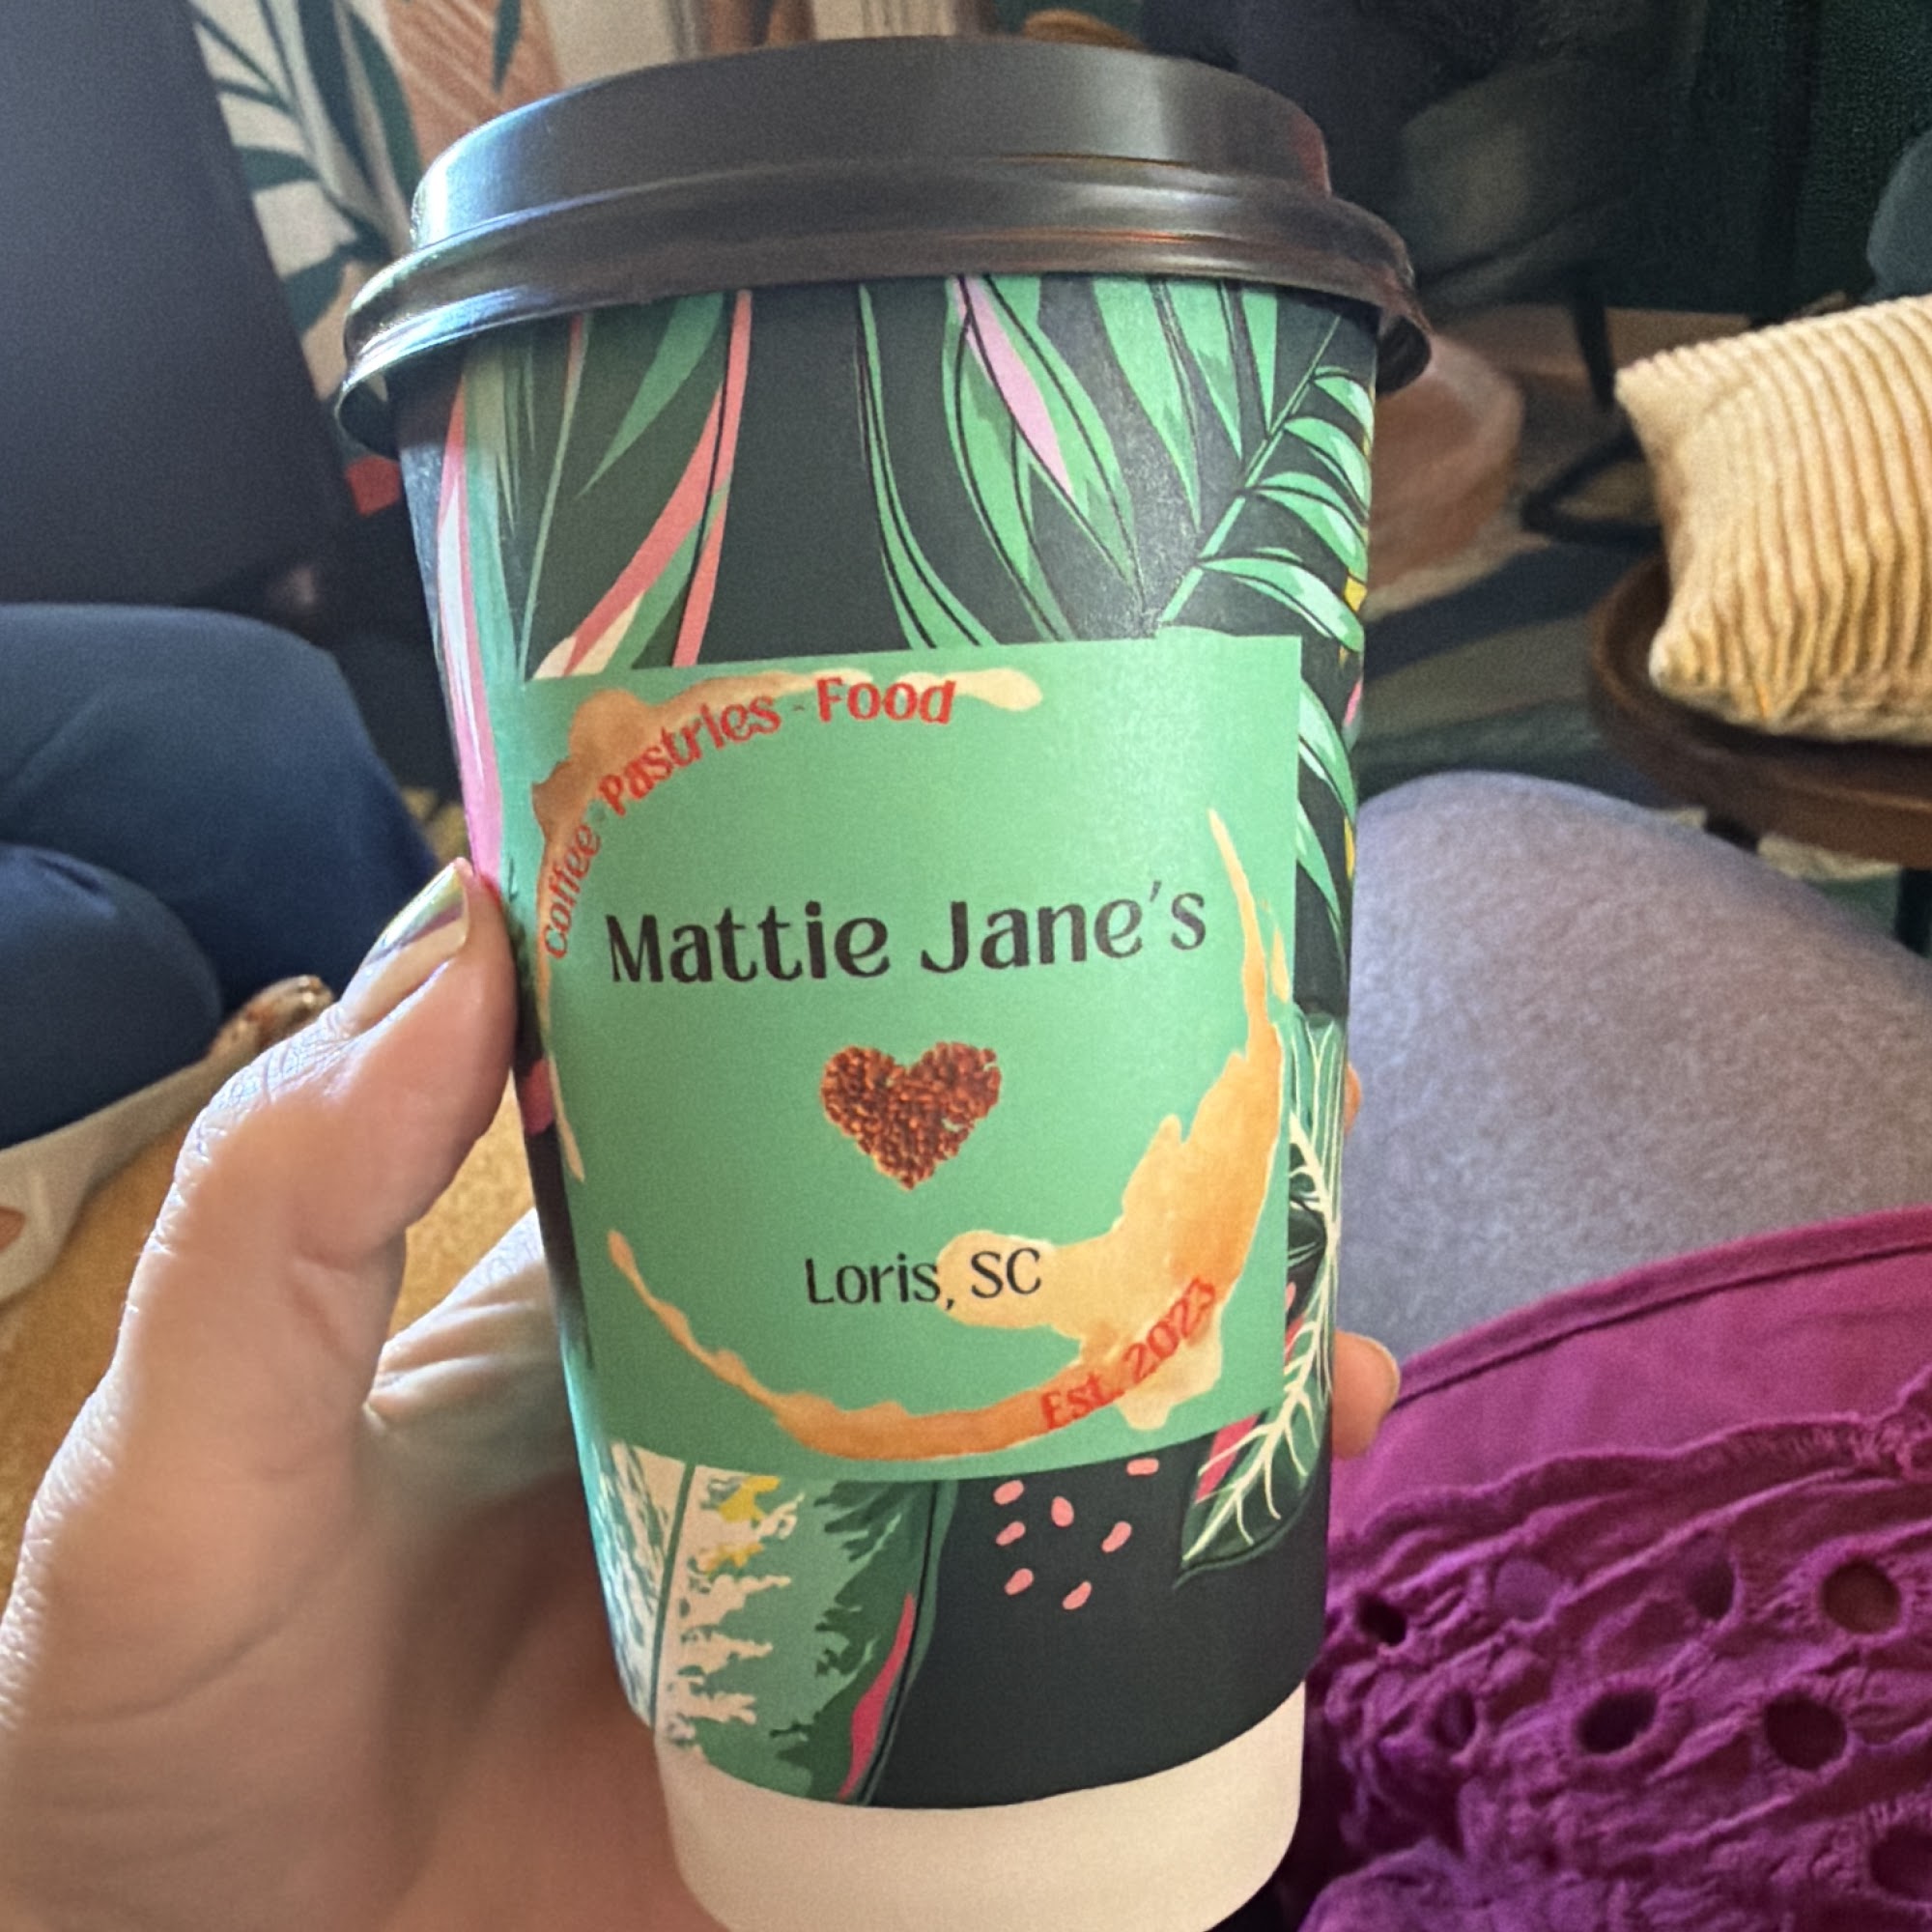 Coffee - Pastries - Food
Mattie Jane's
Loris, SC
Est. 2023